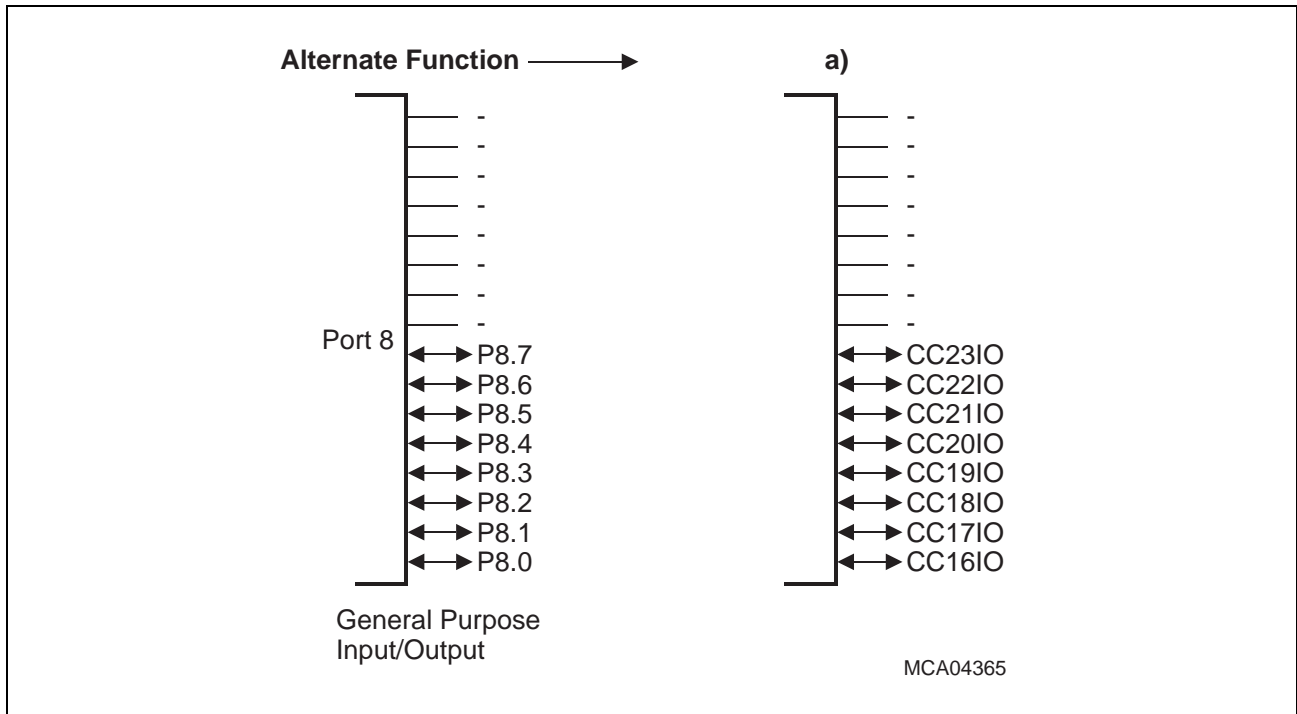 Alternate Function a)
- -
- -
- -
- -
- -
- -
- -
- -
Port 8
P8.7 CC23IO
P8.6 CC22IO
P8.5 CC21IO
P8.4 CC20IO
P8.3 CC19IO
P8.2 CC18IO
P8.1 CC17IO
P8.0 CC16IO
General Purpose
Input/Output
MCA04365